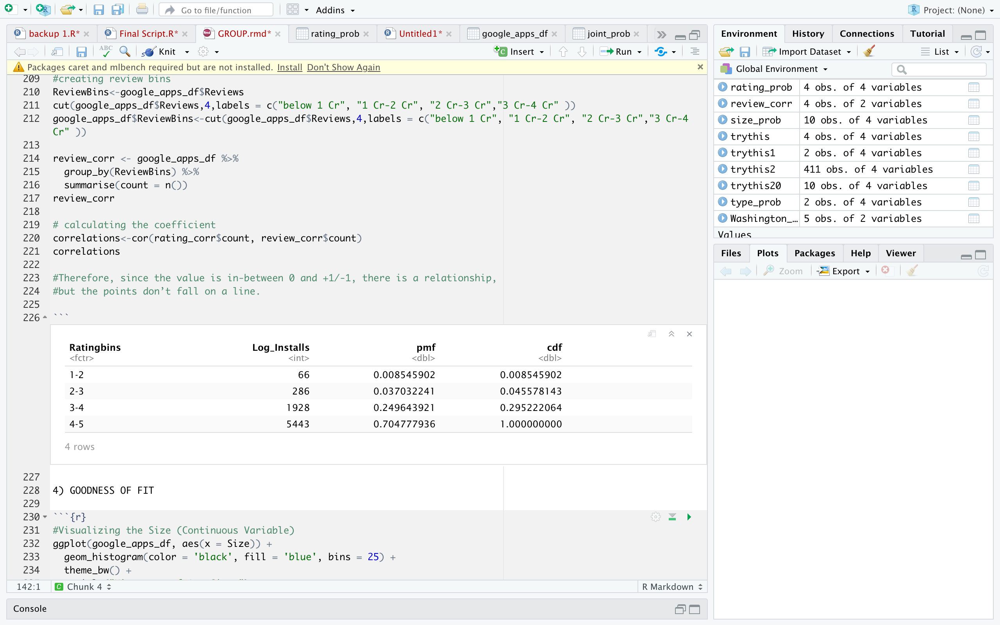 Go to file/function
Addins
Project: (None)
backup 1.R*
Final Script.R*
GROUP.rmd*
rating_prob
Untitled1*
google_apps_df
joint_prob
ABC
Knit
Insert
Run
Packages caret and mlbench required but are not installed. Install Don't Show Again
209 #creating review bins
210 ReviewBins<-google_apps_df$Reviews
211 cut(google_apps_df$Reviews,4,labels = c("below 1 Cr", "1 Cr-2 Cr", "2 Cr-3 Cr","3 Cr-4 Cr" ))
212 google_apps_df$ReviewBins<-cut(google_apps_df$Reviews,4,labels = c("below 1 Cr", "1 Cr-2 Cr", "2 Cr-3 Cr","3 Cr-4
Cr" ))
213
214 review_corr <- google_apps_df %>%
215   group_by(ReviewBins) %>%
216   summarise(count = n())
217 review_corr
218
219 # calculating the coefficient
220 correlations<-cor(rating_corr$count, review_corr$count)
221 correlations
222
223 #Therefore, since the value is in-between 0 and +1/-1, there is a relationship,
224 #but the points don’t fall on a line.
225
226 ```
Ratingbins Log_Installs pmf cdf
<fctr> <int> <dbl> <dbl>
1-2 66 0.008545902 0.008545902
2-3 286 0.037032241 0.045578143
3-4 1928 0.249643921 0.295222064
4-5 5443 0.704777936 1.000000000
4 rows
227
228 4) GOODNESS OF FIT
229
230 ```{r}
231 #Visualizing the Size (Continuous Variable)
232 ggplot(google_apps_df, aes(x = Size)) +
233   geom_histogram(color = 'black', fill = 'blue', bins = 25) +
234   theme_bw() +
142:1 Chunk 4 R Markdown
Console
Environment History Connections Tutorial
Import Dataset List
Global Environment
rating_prob 4 obs. of 4 variables
review_corr 4 obs. of 2 variables
size_prob 10 obs. of 4 variables
trythis 4 obs. of 4 variables
trythis1 2 obs. of 4 variables
trythis2 411 obs. of 4 variables
trythis20 10 obs. of 4 variables
type_prob 2 obs. of 4 variables
Washington_… 5 obs. of 2 variables
Values
Files Plots Packages Help Viewer
Zoom Export